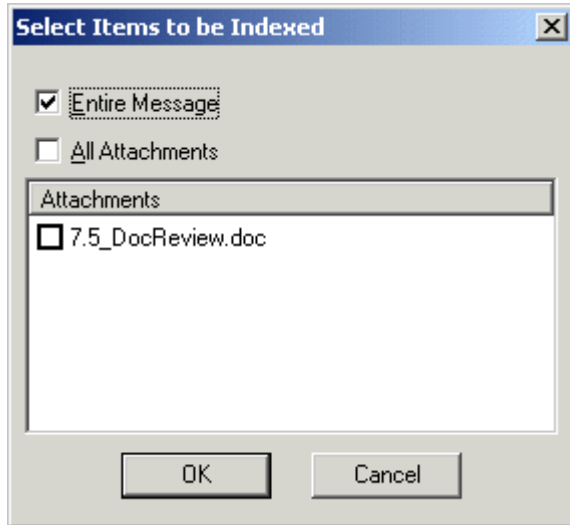 Select Items to be Indexed
Entire Message
All Attachments
Attachments
7.5_DocReview.doc
OK Cancel